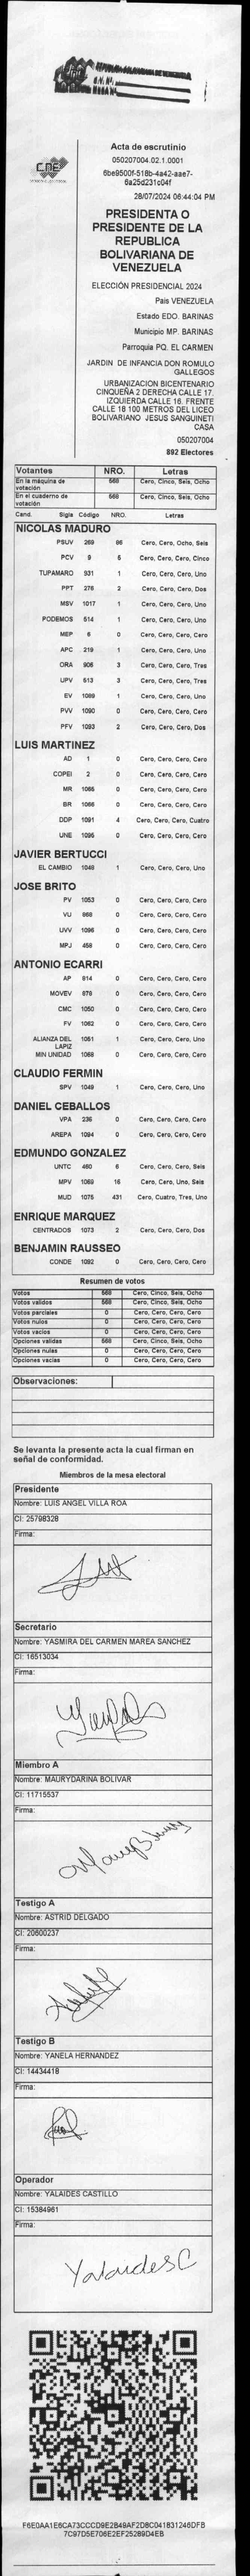 CNE
Acta de escrutinio
050207004.02.1.0001
6be9500f-518b-4a42-aae7-
6a25d231c04f
28/07/2024 06:44:04 PM
PRESIDENTA O
PRESIDENTE DE LA
REPUBLICA
BOLIVARIANA DE
VENEZUELA
ELECCIÓN PRESIDENCIAL 2024
Pais VENEZUELA
Estado EDO. BARINAS
Municipio MP. BARINAS
Parroquia PQ. EL CARMEN
JARDIN DE INFANCIA DON ROMULO
GALLEGOS
URBANIZACION BICENTENARIO
CINQUEÑA 2 DERECHA CALLE 17.
IZQUIERDA CALLE 16. FRENTE
CALLE 18 100 METROS DEL LICEO
BOLIVARIANO JESUS SANGUINETI
CASA
050207004
892 Electores
Votantes NRO. Letras
En la máquina de votación 568 Cero, Cinco, Seis, Ocho
En el cuaderno de votación 568 Cero, Cinco, Seis, Ocho
Cand. Sigla Código NRO. Letras
NICOLAS MADURO
PSUV 269 86 Cero, Cero, Ocho, Seis
PCV 9 5 Cero, Cero, Cero, Cinco
TUPAMARO 931 1 Cero, Cero, Cero, Uno
PPT 276 2 Cero, Cero, Cero, Dos
MSV 1017 1 Cero, Cero, Cero, Uno
PODEMOS 514 1 Cero, Cero, Cero, Uno
MEP 6 0 Cero, Cero, Cero, Cero
APC 219 1 Cero, Cero, Cero, Uno
ORA 906 3 Cero, Cero, Cero, Tres
UPV 513 3 Cero, Cero, Cero, Tres
EV 1089 1 Cero, Cero, Cero, Uno
PVV 1090 0 Cero, Cero, Cero, Cero
PFV 1093 2 Cero, Cero, Cero, Dos
LUIS MARTINEZ
AD 1 0 Cero, Cero, Cero, Cero
COPEI 2 0 Cero, Cero, Cero, Cero
MR 1065 0 Cero, Cero, Cero, Cero
BR 1066 0 Cero, Cero, Cero, Cero
DDP 1091 4 Cero, Cero, Cero, Cuatro
UNE 1095 0 Cero, Cero, Cero, Cero
JAVIER BERTUCCI
EL CAMBIO 1048 1 Cero, Cero, Cero, Uno
JOSE BRITO
PV 1053 0 Cero, Cero, Cero, Cero
VU 868 0 Cero, Cero, Cero, Cero
UVV 1096 0 Cero, Cero, Cero, Cero
MPJ 458 0 Cero, Cero, Cero, Cero
ANTONIO ECARRI
AP 814 0 Cero, Cero, Cero, Cero
MOVEV 979 0 Cero, Cero, Cero, Cero
CMC 1050 0 Cero, Cero, Cero, Cero
FV 1062 0 Cero, Cero, Cero, Cero
ALIANZA DEL LAPIZ 1051 1 Cero, Cero, Cero, Uno
MIN UNIDAD 1068 0 Cero, Cero, Cero, Cero
CLAUDIO FERMIN
SPV 1049 1 Cero, Cero, Cero, Uno
DANIEL CEBALLOS
VPA 236 0 Cero, Cero, Cero, Cero
AREPA 1094 0 Cero, Cero, Cero, Cero
EDMUNDO GONZALEZ
UNTC 480 6 Cero, Cero, Cero, Seis
MPV 1069 16 Cero, Cero, Uno, Seis
MUD 1075 431 Cero, Cuatro, Tres, Uno
ENRIQUE MARQUEZ
CENTRADOS 1073 2 Cero, Cero, Cero, Dos
BENJAMIN RAUSSEO
CONDE 1092 0 Cero, Cero, Cero, Cero
Resumen de votos
Votos 568 Cero, Cinco, Seis, Ocho
Votos validos 568 Cero, Cinco, Seis, Ocho
Votos parciales 0 Cero, Cero, Cero, Cero
Votos nulos 0 Cero, Cero, Cero, Cero
Votos vacios 0 Cero, Cero, Cero, Cero
Opciones validas 568 Cero, Cinco, Seis, Ocho
Opciones nulas 0 Cero, Cero, Cero, Cero
Opciones vacias 0 Cero, Cero, Cero, Cero
Observaciones:
Se levanta la presente acta la cual firman en
señal de conformidad.
Miembros de la mesa electoral
Presidente
Nombre: LUIS ANGEL VILLA ROA
CI: 25798328
Firma:
Secretario
Nombre: YASMIRA DEL CARMEN MAREA SANCHEZ
CI: 16513034
Firma:
Miembro A
Nombre: MAURYDARINA BOLIVAR
CI: 11715537
Firma:
Testigo A
Nombre: ASTRID DELGADO
CI: 20600237
Firma:
Testigo B
Nombre: YANELA HERNANDEZ
CI: 14434418
Firma:
Operador
Nombre: YALAIDES CASTILLO
CI: 15384961
Firma:
Yalaides C
F6E0AA1E6CA73CCCD9E2B49AF2D8C041831246DFB
7C97D5E706E2EF25289D4EB